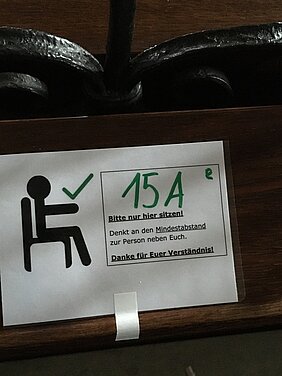 15A e
Bitte nur hier sitzen!
Denkt an den Mindestabstand
zur Person neben Euch.
Danke für Euer Verständnis!